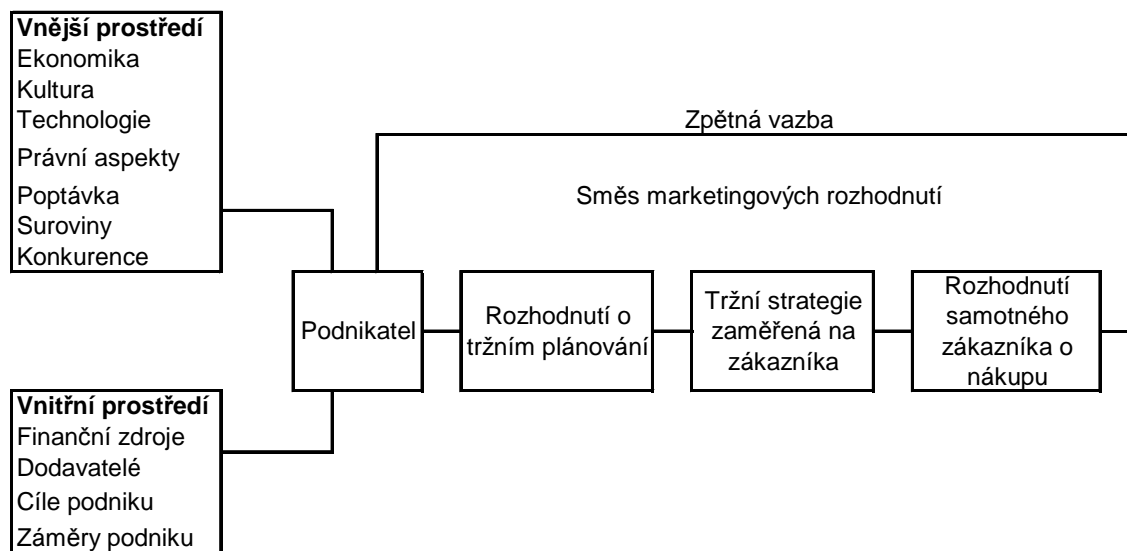 Vnější prostředí
Ekonomika
Kultura
Technologie
Právní aspekty
Poptávka
Suroviny
Konkurence
Zpětná vazba
Směs marketingových rozhodnutí
Podnikatel
Rozhodnutí o
tržním plánování
Tržní strategie
zaměřená na
zákazníka
Rozhodnutí
samotného
zákazníka o
nákupu
Vnitřní prostředí
Finanční zdroje
Dodavatelé
Cíle podniku
Záměry podniku